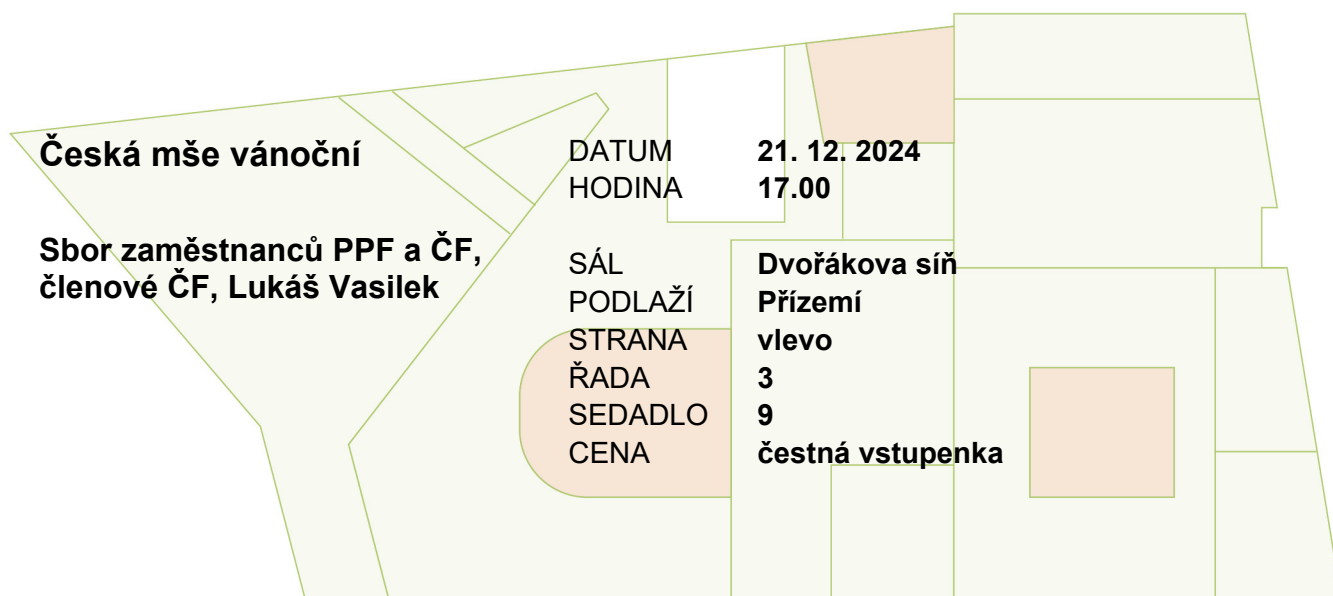 Česká mše vánoční
Sbor zaměstnanců PPF a ČF,
členové ČF, Lukáš Vasilek
DATUM 21. 12. 2024
HODINA 17.00
SÁL Dvořákova síň
PODLAŽÍ Přízemí
STRANA vlevo
ŘADA 3
SEDADLO 9
CENA čestná vstupenka